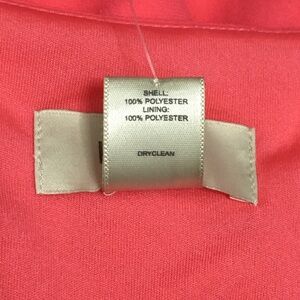 SHELL:
100% POLYESTER
LINING:
100% POLYESTER
DRYCLEAN